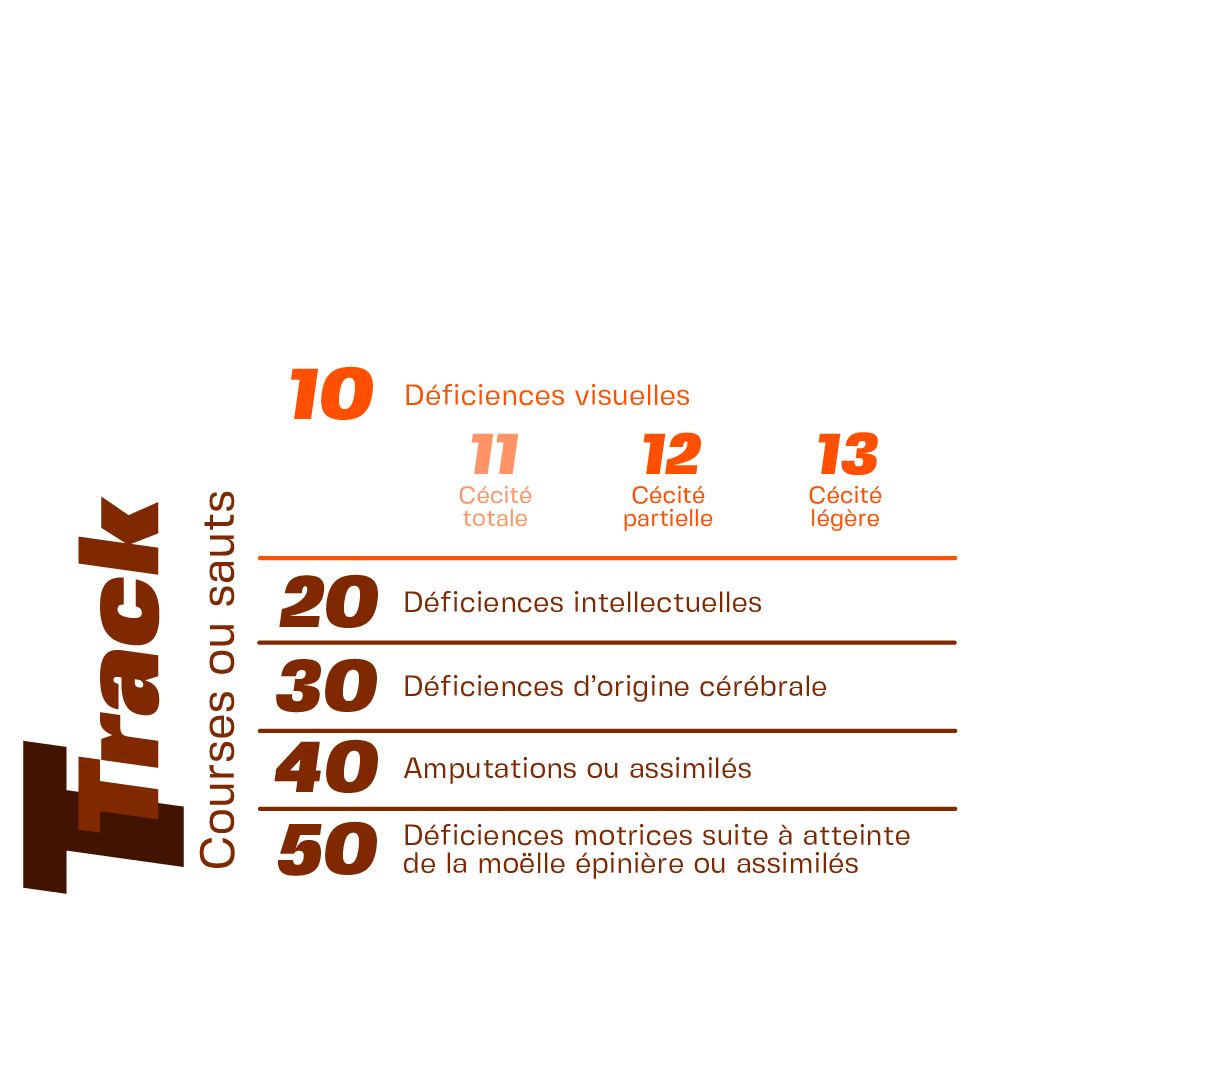 T
Track
Courses ou sauts
10 Déficiences visuelles
11 12 13
Cécité Cécité Cécité
totale partielle légère
20 Déficiences intellectuelles
30 Déficiences d’origine cérébrale
40 Amputations ou assimilés
50 Déficiences motrices suite à atteinte
de la moëlle épinière ou assimilés